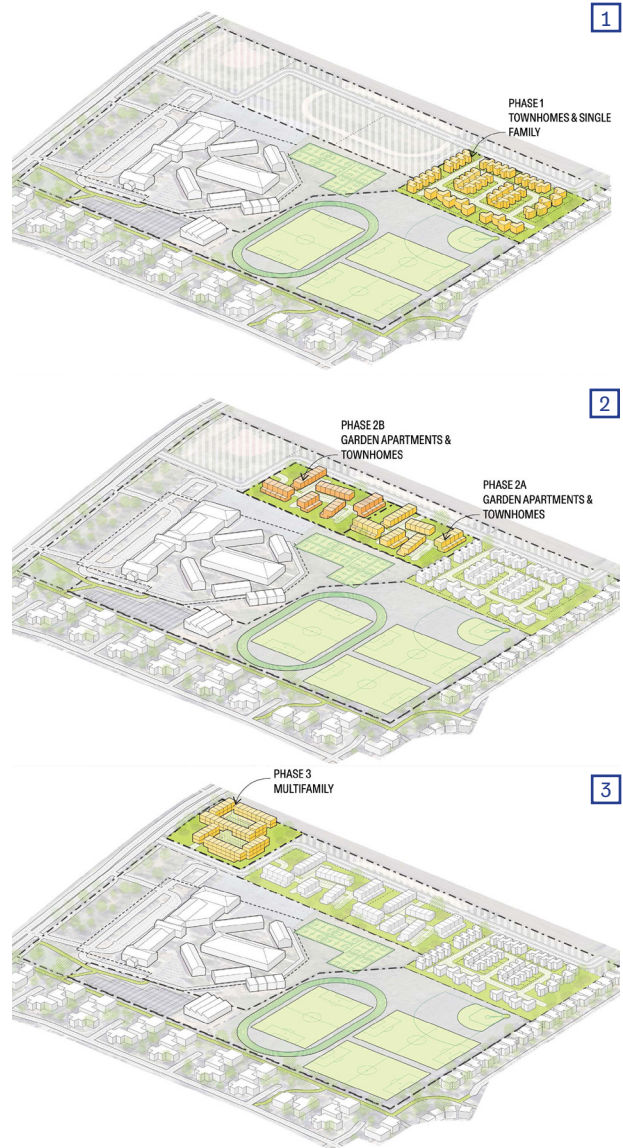 1
PHASE 1
TOWNHOMES & SINGLE
FAMILY
2
PHASE 2B
GARDEN APARTMENTS &
TOWNHOMES
PHASE 2A
GARDEN APARTMENTS &
TOWNHOMES
3
PHASE 3
MULTIFAMILY